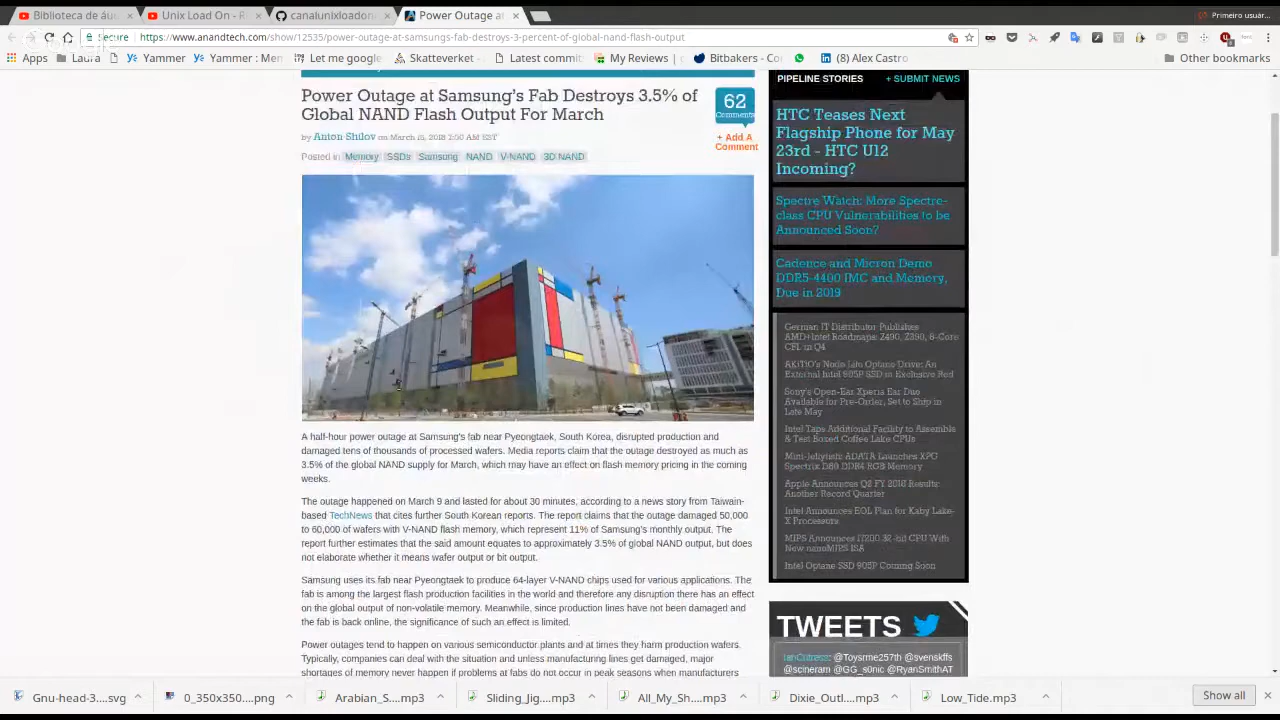 Biblioteca de áu
Unix Load On - R
canalunixloadon
Power Outage at
Primeiro usuár...
Secure
https://www.anandtech.com/show/12535/power-outage-at-samsungs-fab-destroys-3-percent-of-global-nand-flash-output
Apps
Laura
Yammer
Yammer : Men
Let me google
Skatteverket -
Latest commit
My Reviews | c
Bitbakers - Co
(8) Alex Castro
Other bookmarks
Power Outage at Samsung's Fab Destroys 3.5% of
Global NAND Flash Output For March
by Anton Shilov on March 2:00 AM EST
Posted in Memory SSDs Samsung NAND V-NAND 3D NAND
62
Comments
+ Add A
Comment
A half-hour power outage at Samsung's fab near Pyeongtaek, South Korea, disrupted production and
damaged tens of thousands of processed wafers. Media reports claim that the outage destroyed as much as
3.5% of the global NAND supply for March, which may have an effect on flash memory pricing in the coming
weeks.
The outage happened on March 9 and lasted for about 30 minutes, according to a news story from Taiwan-
based TechNews that cites further South Korean reports. The report claims that the outage damaged 50,000
to 60,000 of wafers with V-NAND flash memory, which represent 11% of Samsung's monthly output. The
report further estimates that the said amount equates to approximately 3.5% of global NAND output, but does
not elaborate whether it means wafer output or bit output.
Samsung uses its fab near Pyeongtaek to produce 64-layer V-NAND chips used for various applications. The
fab is among the largest flash production facilities in the world and therefore any disruption there has an effect
on the global output of non-volatile memory. Meanwhile, since production lines have not been damaged and
the fab is back online, the significance of such an effect is limited.
Power outages tend to happen on various semiconductor plants and at times they harm production wafers.
Typically, companies can deal with the situation and unless manufacturing lines get damaged, major
shortages of memory never happen if problems at fabs do not occur in peak seasons when manufacturers
PIPELINE STORIES
+ SUBMIT NEWS
HTC Teases Next
Flagship Phone for May
23rd - HTC U12
Incoming?
Spectre Watch: More Spectre-
class CPU Vulnerabilities to be
Announced Soon?
Cadence and Micron Demo
DDR5-4400 IMC and Memory,
Due in 2019
German IT Distributor Publishes
AMD+Intel Roadmaps: Z490, Z390, 8-Core
CFL in Q4
AKiTiO's Node Lite Optane Drive: An
External Intel 905P SSD in Exclusive Red
Sony's Open-Ear Xperia Ear Duo
Available for Pre-Order, Set to Ship in
Late May
Intel Taps Additional Facility to Assemble
& Test Boxed Coffee Lake CPUs
Mini-Jellyfish: ADATA Launches XPG
Spectrix D80 DDR4 RGB Memory
Apple Announces Q2 FY 2018 Results:
Another Record Quarter
Intel Announces EOL Plan for Kaby Lake-
X Processors
MIPS Announces I7200 32-bit CPU With
New nanoMIPS ISA
Intel Optane SSD 905P Coming Soon
TWEETS
IanCutress: @Toysrme257th @svenskffs
@scineram @GG_s0nic @RyanSmithAT
Gnu-head-3....svg
0_350x350....png
Arabian_S....mp3
Sliding_Jig....mp3
All_My_Sh....mp3
Dixie_Outl....mp3
Low_Tide.mp3
Show all